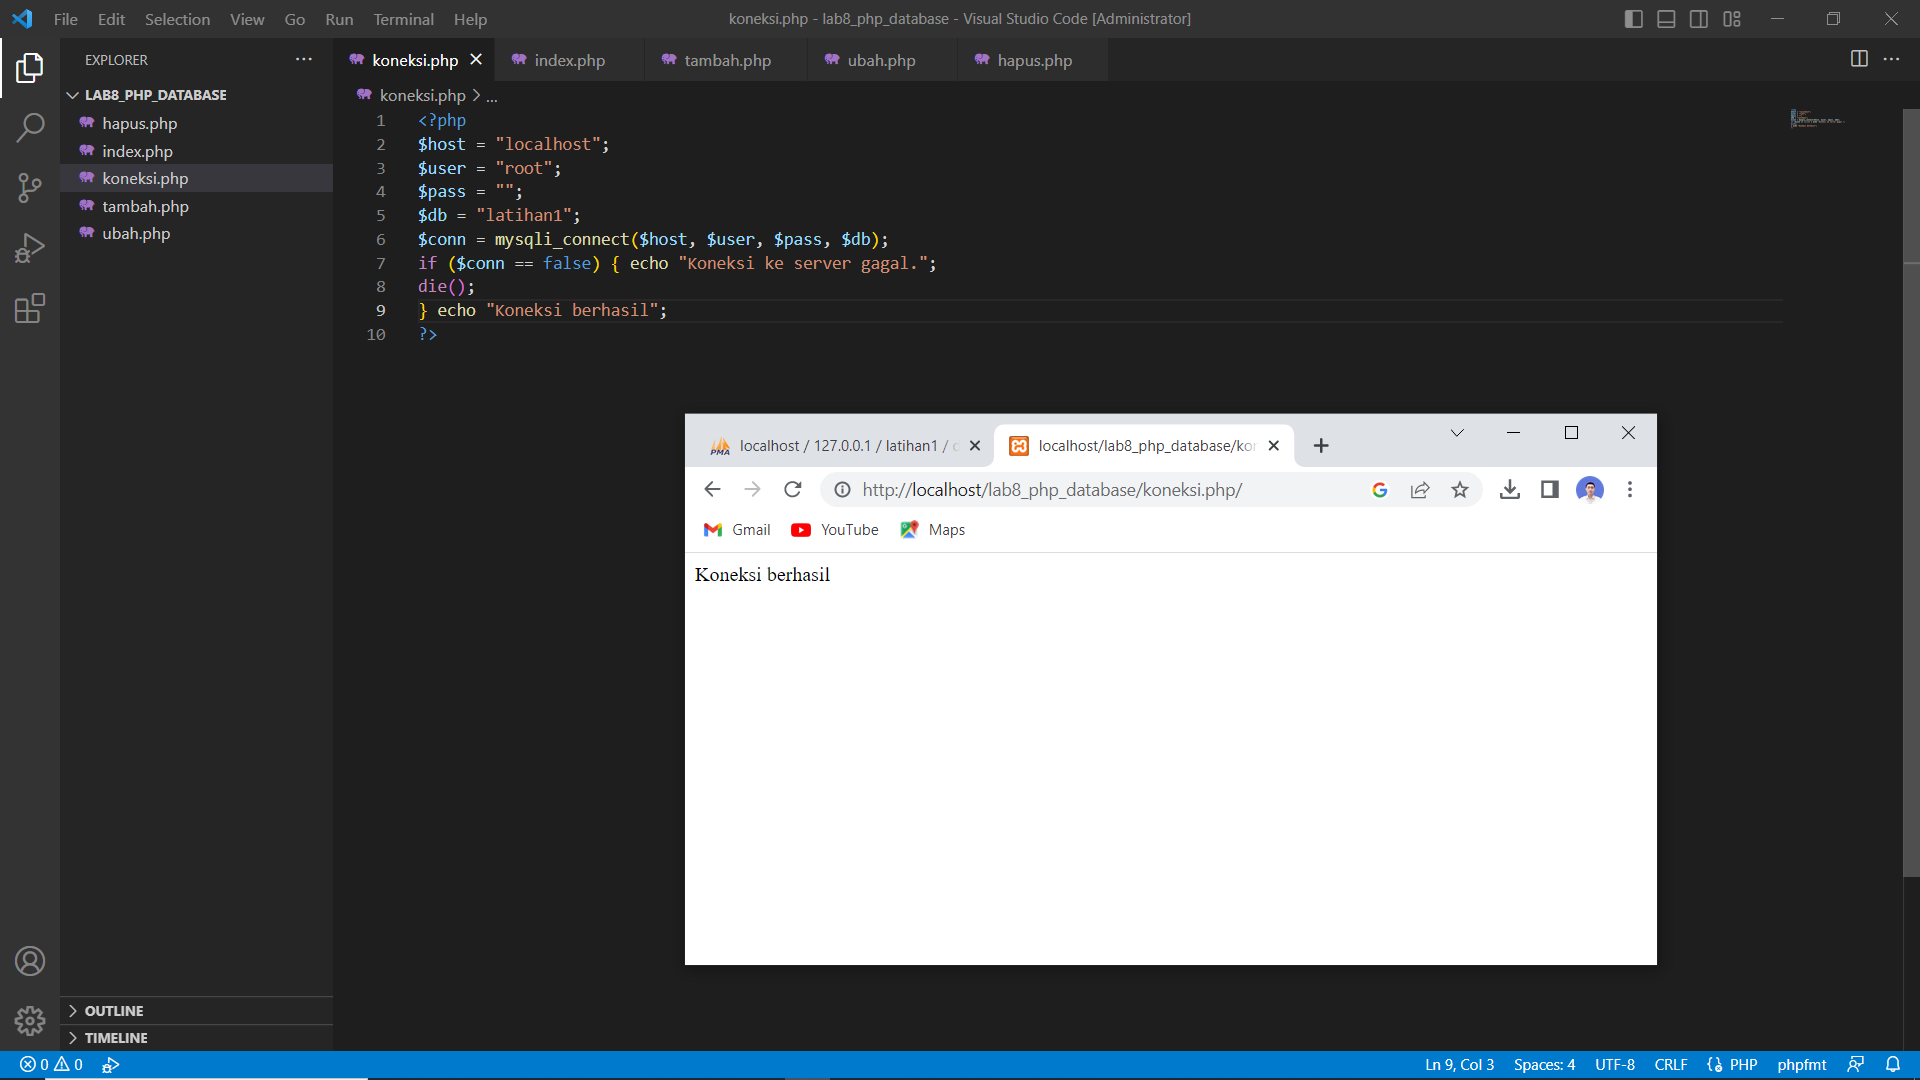 File Edit Selection View Go Run Terminal Help
koneksi.php - lab8_php_database - Visual Studio Code [Administrator]
EXPLORER
LAB8_PHP_DATABASE
hapus.php
index.php
koneksi.php
tambah.php
ubah.php
OUTLINE
TIMELINE
koneksi.php index.php tambah.php ubah.php hapus.php
koneksi.php > ...
1 <?php
2 $host = "localhost";
3 $user = "root";
4 $pass = "";
5 $db = "latihan1";
6 $conn = mysqli_connect($host, $user, $pass, $db);
7 if ($conn == false) { echo "Koneksi ke server gagal.";
8 die();
9 } echo "Koneksi berhasil";
10 ?>
PMA localhost / 127.0.0.1 / latihan1 /
localhost/lab8_php_database/ko
http://localhost/lab8_php_database/koneksi.php/
Gmail YouTube Maps
Koneksi berhasil
0 0
Ln 9, Col 3 Spaces: 4 UTF-8 CRLF PHP phpfmt